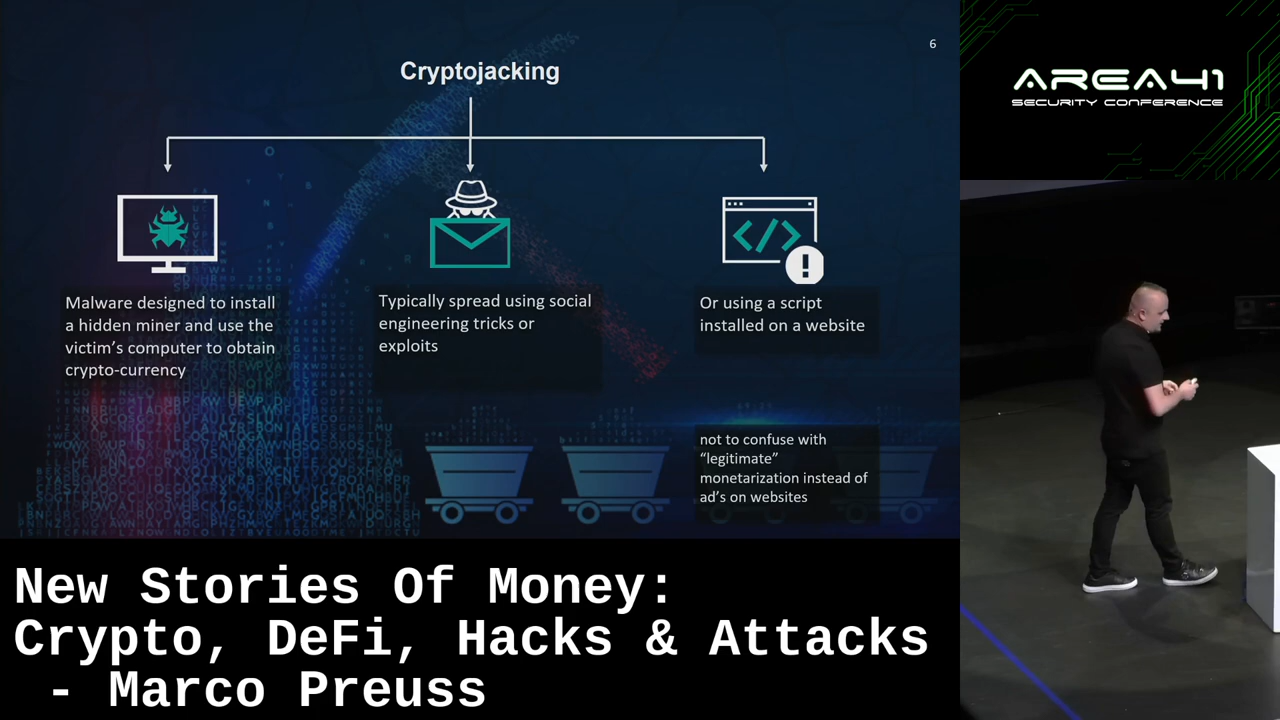 6
Cryptojacking
Malware designed to install
a hidden miner and use the
victim's computer to obtain
crypto-currency
Typically spread using social
engineering tricks or
exploits
Or using a script
installed on a website
</>
!
not to confuse with
“legitimate”
monetization instead of
ad's on websites
AREA41
SECURITY CONFERENCE
New Stories Of Money:
Crypto, DeFi, Hacks & Attacks
- Marco Preuss